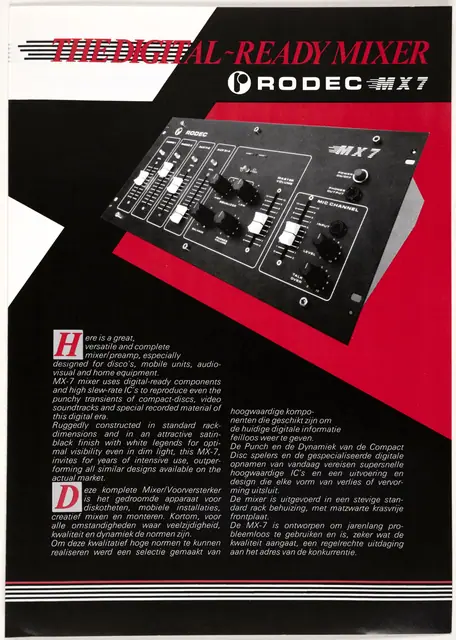 THE DIGITAL~READY MIXER
RODEC MX7
RODEC
MX7
MASTER
VOLUME
MIC CHANNEL
INPUT
LEVEL
TALK
OVER
Here is a great,
versatile and complete
mixer/preamp, especially
designed for disco's, mobile units, audio-
visual and home equipment.
MX-7 mixer uses digital-ready components
and high slew-rate IC's to reproduce even the
punchy transients of compact-discs, video
soundtracks and special recorded material of
this digital era.
Ruggedly constructed in standard rack-
dimensions and in an attractive satin-
black finish with white legends for opti-
mal visibility even in dim light, this MX-7,
invites for years of intensive use, outper-
forming all similar designs available on the
actual market.
Deze komplete Mixer/Voorversterker
is het gedroomde apparaat voor
diskotheten, mobiele installaties,
creatief mixen en monteren. Kortom, voor
alle omstandigheden waar veelzijdigheid,
kwaliteit en dynamiek de normen zijn.
Om deze kwalitatief hoge normen te kunnen
realiseren werd een selectie gemaakt van
hoogwaardige kompo-
nenten die geschikt zijn om
de huidige digitale informatie
feilloos weer te geven.
De Punch en de Dynamiek van de Compact
Disc spelers en de gespecialiseerde digitale
opnamen van vandaag vereisen supersnelle
hoogwaardige IC's en een uitvoering en
design die elke vorm van verlies of vervor-
ming uitsluit.
De mixer is uitgevoerd in een stevige stan-
dard rack behuizing, met matzwarte krasvrije
frontplaat.
De MX-7 is ontworpen om jarenlang pro-
bleemloos te gebruiken en is, zeker wat de
kwaliteit aangaat, een regelrechte uitdaging
aan het adres van de konkurrentie.